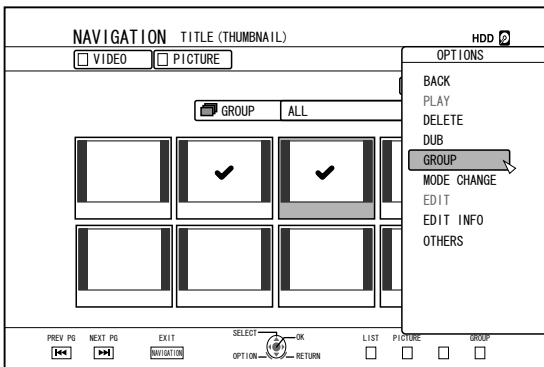 NAVIGATION TITLE (THUMBNAIL)
HDD
VIDEO
PICTURE
OPTIONS
BACK
PLAY
DELETE
DUB
GROUP
MODE CHANGE
EDIT
EDIT INFO
OTHERS
GROUP
ALL
PREV PG
NEXT PG
EXIT
NAVIGATION
SELECT
OK
OPTION
RETURN
LIST
PICTURE
GROUP